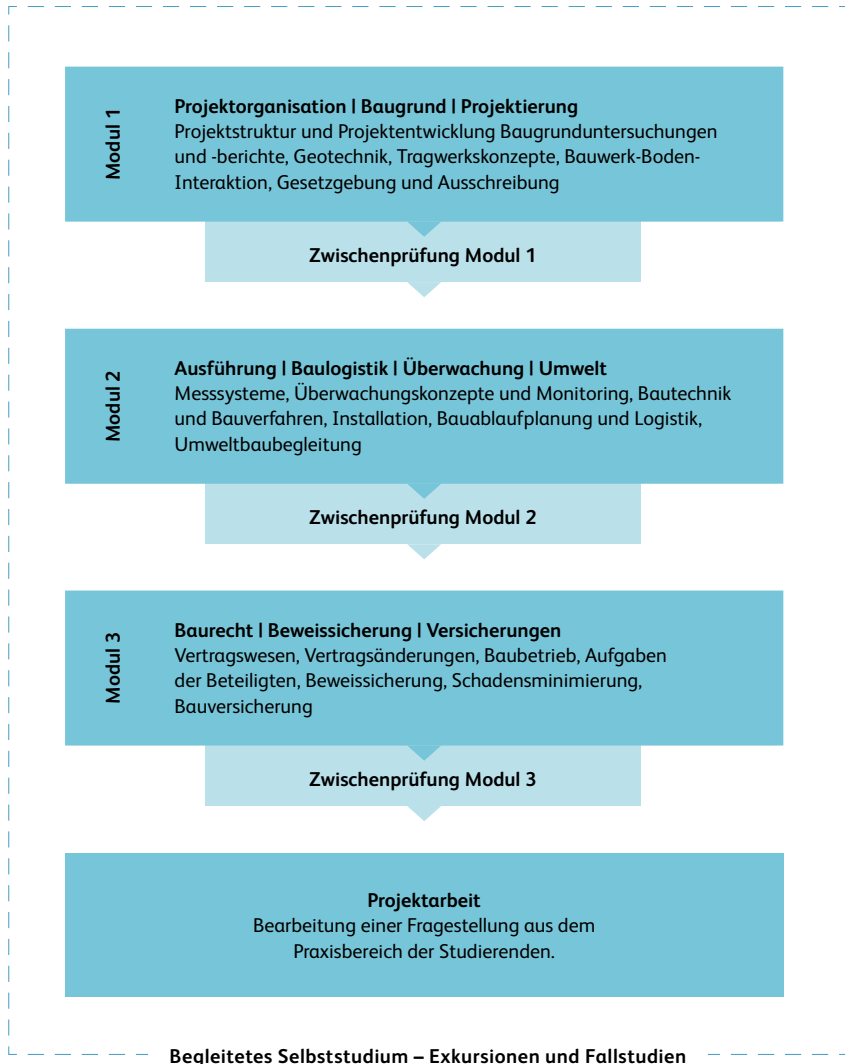 Modul 1
Projektorganisation | Baugrund | Projektierung
Projektstruktur und Projektentwicklung Baugrunduntersuchungen
und -berichte, Geotechnik, Tragwerkskonzepte, Bauwerk-Boden-
Interaktion, Gesetzgebung und Ausschreibung
Zwischenprüfung Modul 1
Modul 2
Ausführung | Baulogistik | Überwachung | Umwelt
Messsysteme, Überwachungskonzepte und Monitoring, Bautechnik
und Bauverfahren, Installation, Bauablaufplanung und Logistik,
Umweltbaubegleitung
Zwischenprüfung Modul 2
Modul 3
Baurecht | Beweissicherung | Versicherungen
Vertragswesen, Vertragsänderungen, Baubetrieb, Aufgaben
der Beteiligten, Beweissicherung, Schadensminimierung,
Bauversicherung
Zwischenprüfung Modul 3
Projektarbeit
Bearbeitung einer Fragestellung aus dem
Praxisbereich der Studierenden.
Begleitetes Selbststudium – Exkursionen und Fallstudien